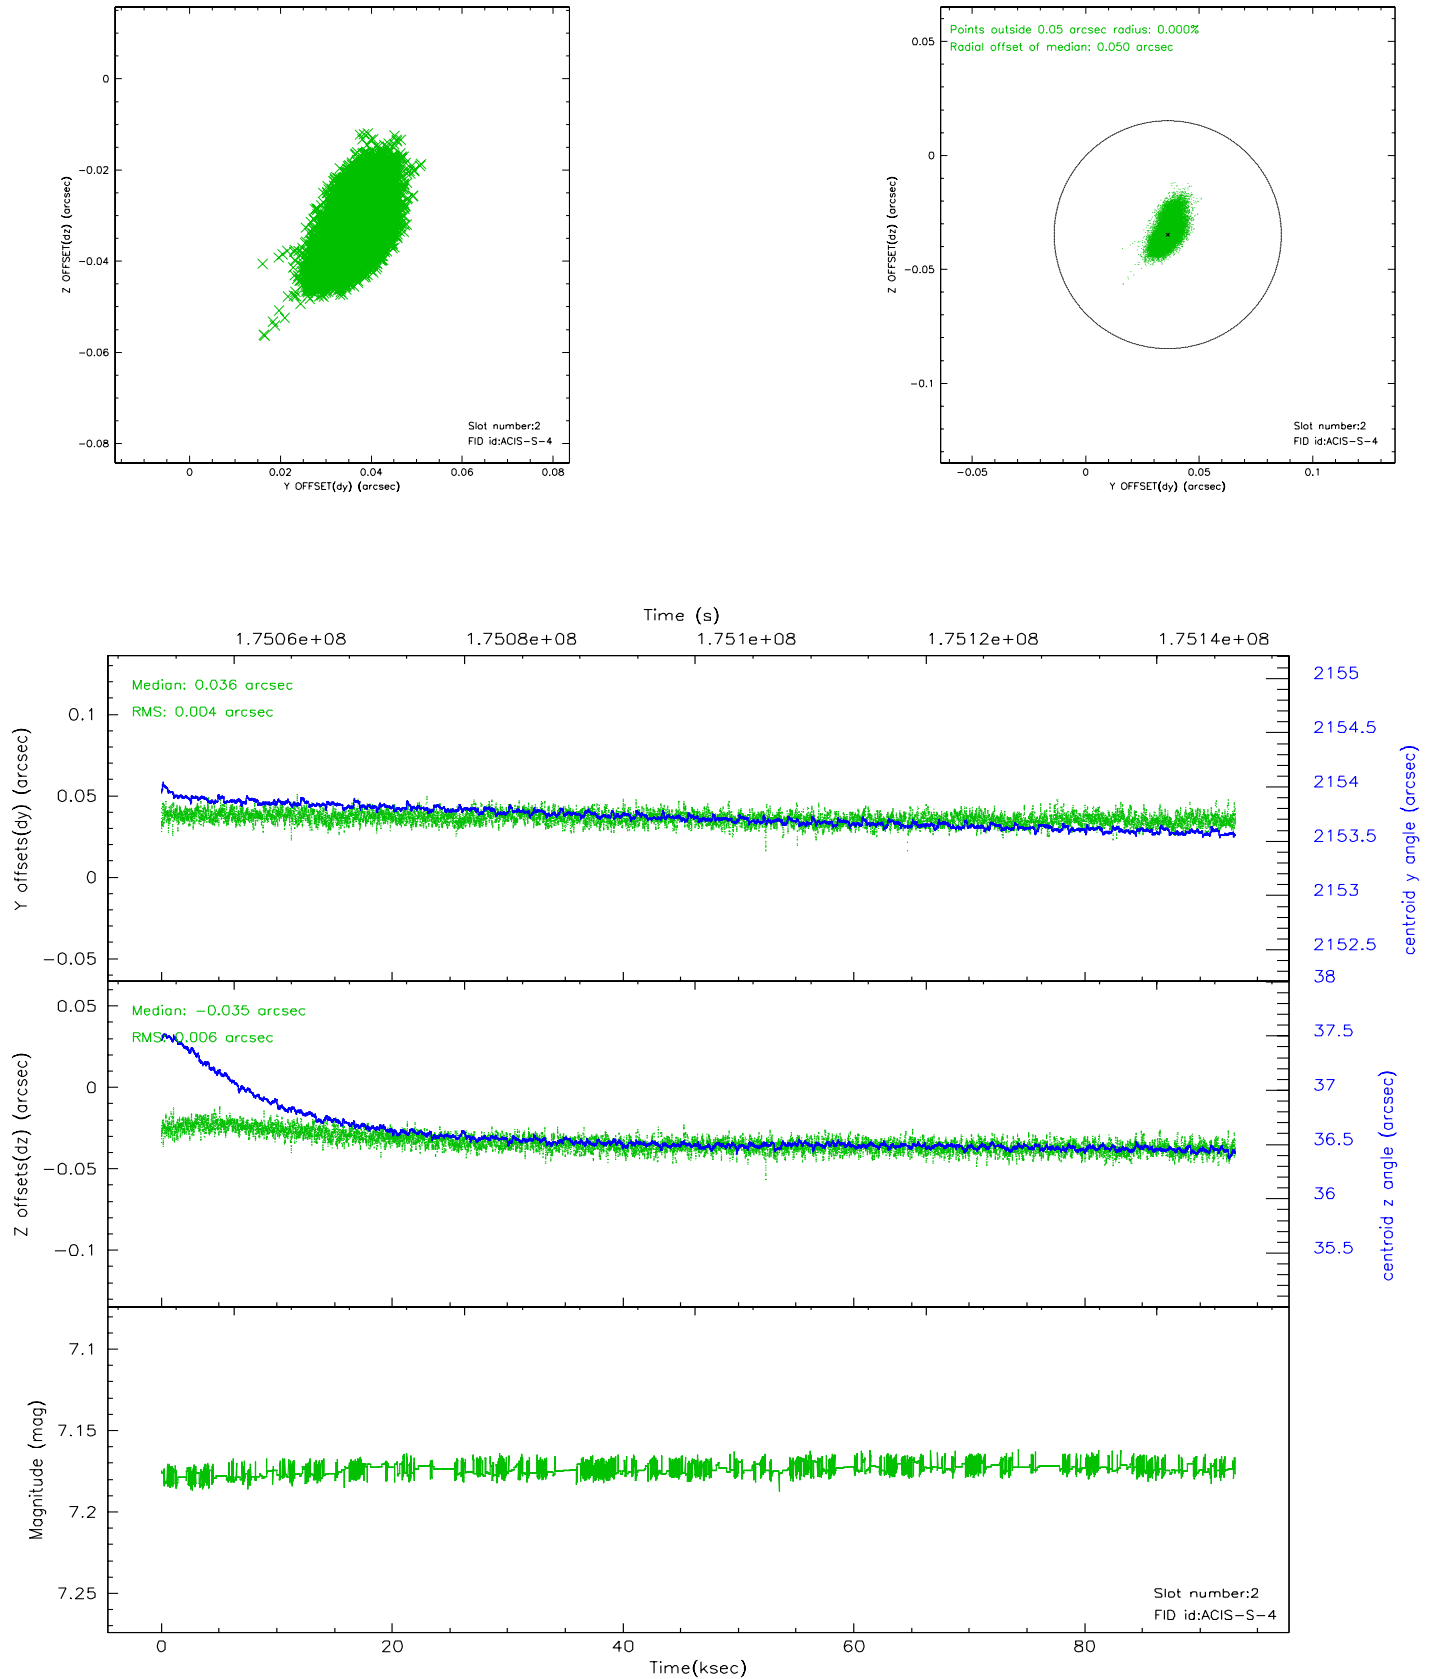 0
-0.02
-0.04
-0.06
-0.08
Z OFFSET(dz) (arcsec)
0
0.02
0.04
0.06
0.08
Y OFFSET(dy) (arcsec)
Slot number:2
FID id:ACIS-S-4
Points outside 0.05 arcsec radius: 0.000%
Radial offset of median: 0.050 arcsec
0.05
0
-0.05
-0.1
Z OFFSET(dz) (arcsec)
-0.05
0
0.05
0.1
Y OFFSET(dy) (arcsec)
Slot number:2
FID id:ACIS-S-4
Time (s)
1.7506e+08
1.7508e+08
1.751e+08
1.7512e+08
1.7514e+08
Median: 0.036 arcsec
RMS: 0.004 arcsec
0.1
0.05
0
-0.05
Y offsets(dy) (arcsec)
2155
2154.5
2154
2153.5
2153
2152.5
centroid y angle (arcsec)
Median: -0.035 arcsec
RMS: 0.006 arcsec
0.05
0
-0.05
-0.1
Z offsets(dz) (arcsec)
38
37.5
37
36.5
36
35.5
centroid z angle (arcsec)
7.1
7.15
7.2
7.25
Magnitude (mag)
Slot number:2
FID id:ACIS-S-4
0
20
40
60
80
Time(ksec)